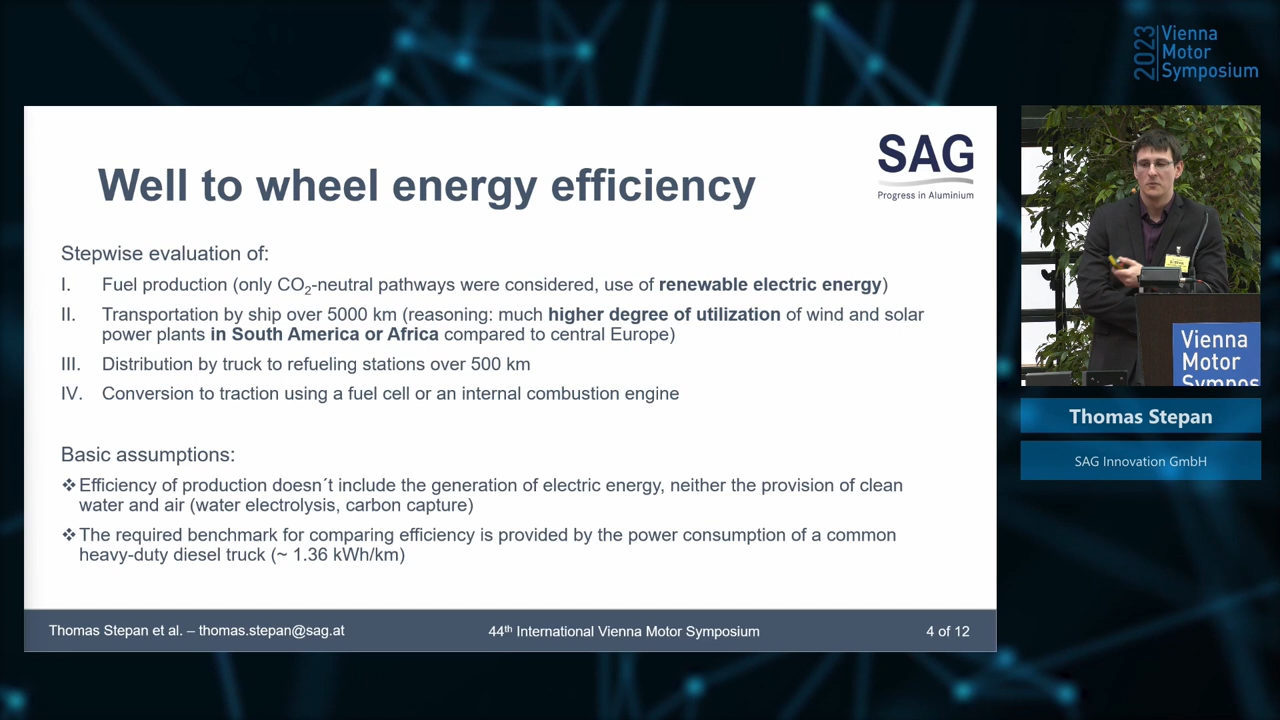 2023
Vienna
Motor
Symposium
SAG
Progress in Aluminium
Well to wheel energy efficiency
Stepwise evaluation of:
I. Fuel production (only CO₂-neutral pathways were considered, use of renewable electric energy)
II. Transportation by ship over 5000 km (reasoning: much higher degree of utilization of wind and solar
power plants in South America or Africa compared to central Europe)
III. Distribution by truck to refueling stations over 500 km
IV. Conversion to traction using a fuel cell or an internal combustion engine
Basic assumptions:
❖Efficiency of production doesn´t include the generation of electric energy, neither the provision of clean
water and air (water electrolysis, carbon capture)
❖The required benchmark for comparing efficiency is provided by the power consumption of a common
heavy-duty diesel truck (~ 1.36 kWh/km)
Thomas Stepan et al. – thomas.stepan@sag.at
44th International Vienna Motor Symposium
4 of 12
Vienna
Motor
Sympos
Thomas Stepan
SAG Innovation GmbH